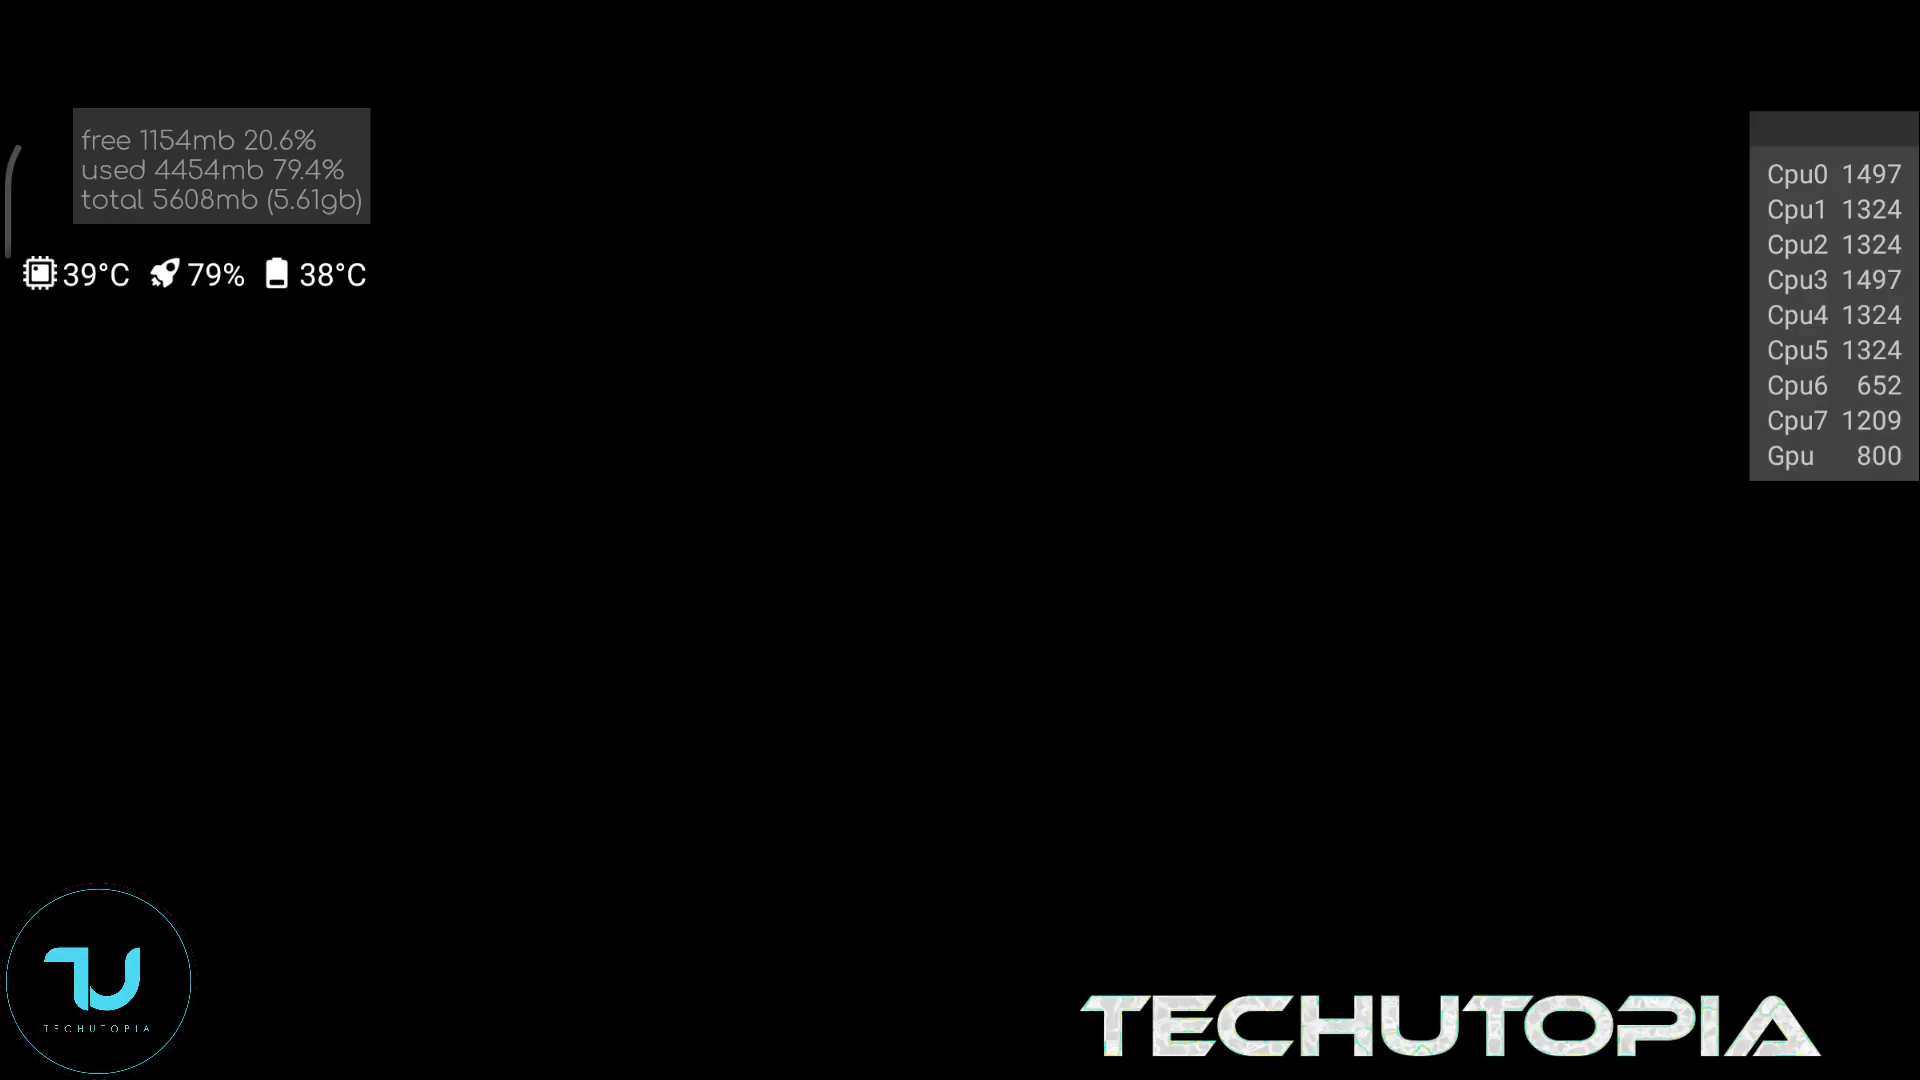 free 1154mb 20.6%
used 4454mb 79.4%
total 5608mb (5.61gb)
39°C 79% 38°C
Cpu0 1497
Cpu1 1324
Cpu2 1324
Cpu3 1497
Cpu4 1324
Cpu5 1324
Cpu6 652
Cpu7 1209
Gpu 800
TU
TECHUTOPIA
TECHUTOPIA